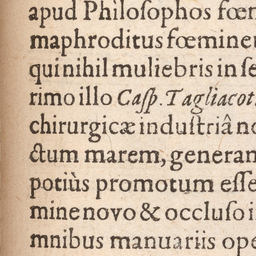 apud Philoſophos fœm
maphroditus fœmineu
qui nihil muliebris in ſe
rimo illo Caſp. Tagliacot
chirurgicæ induſtriâ no
ctum marem, generan
potiùs promotum eſſe
mine novo & occluſo i
mnibus manuariis ope